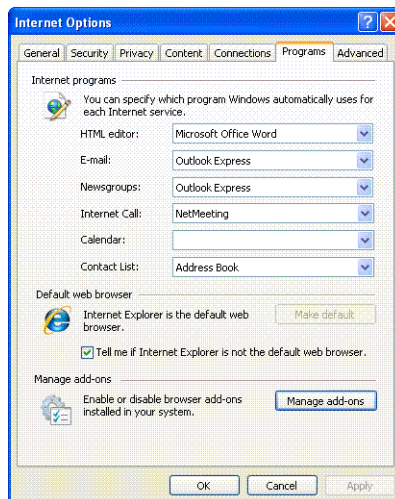 Internet Options
General Security Privacy Content Connections Programs Advanced
Internet programs
You can specify which program Windows automatically uses for
each Internet service.
HTML editor: Microsoft Office Word
E-mail: Outlook Express
Newsgroups: Outlook Express
Internet Call: NetMeeting
Calendar:
Contact List: Address Book
Default web browser
Internet Explorer is the default web
browser.
Make default
Tell me if Internet Explorer is not the default web browser.
Manage add-ons
Enable or disable browser add-ons
installed in your system.
Manage add-ons
OK Cancel Apply